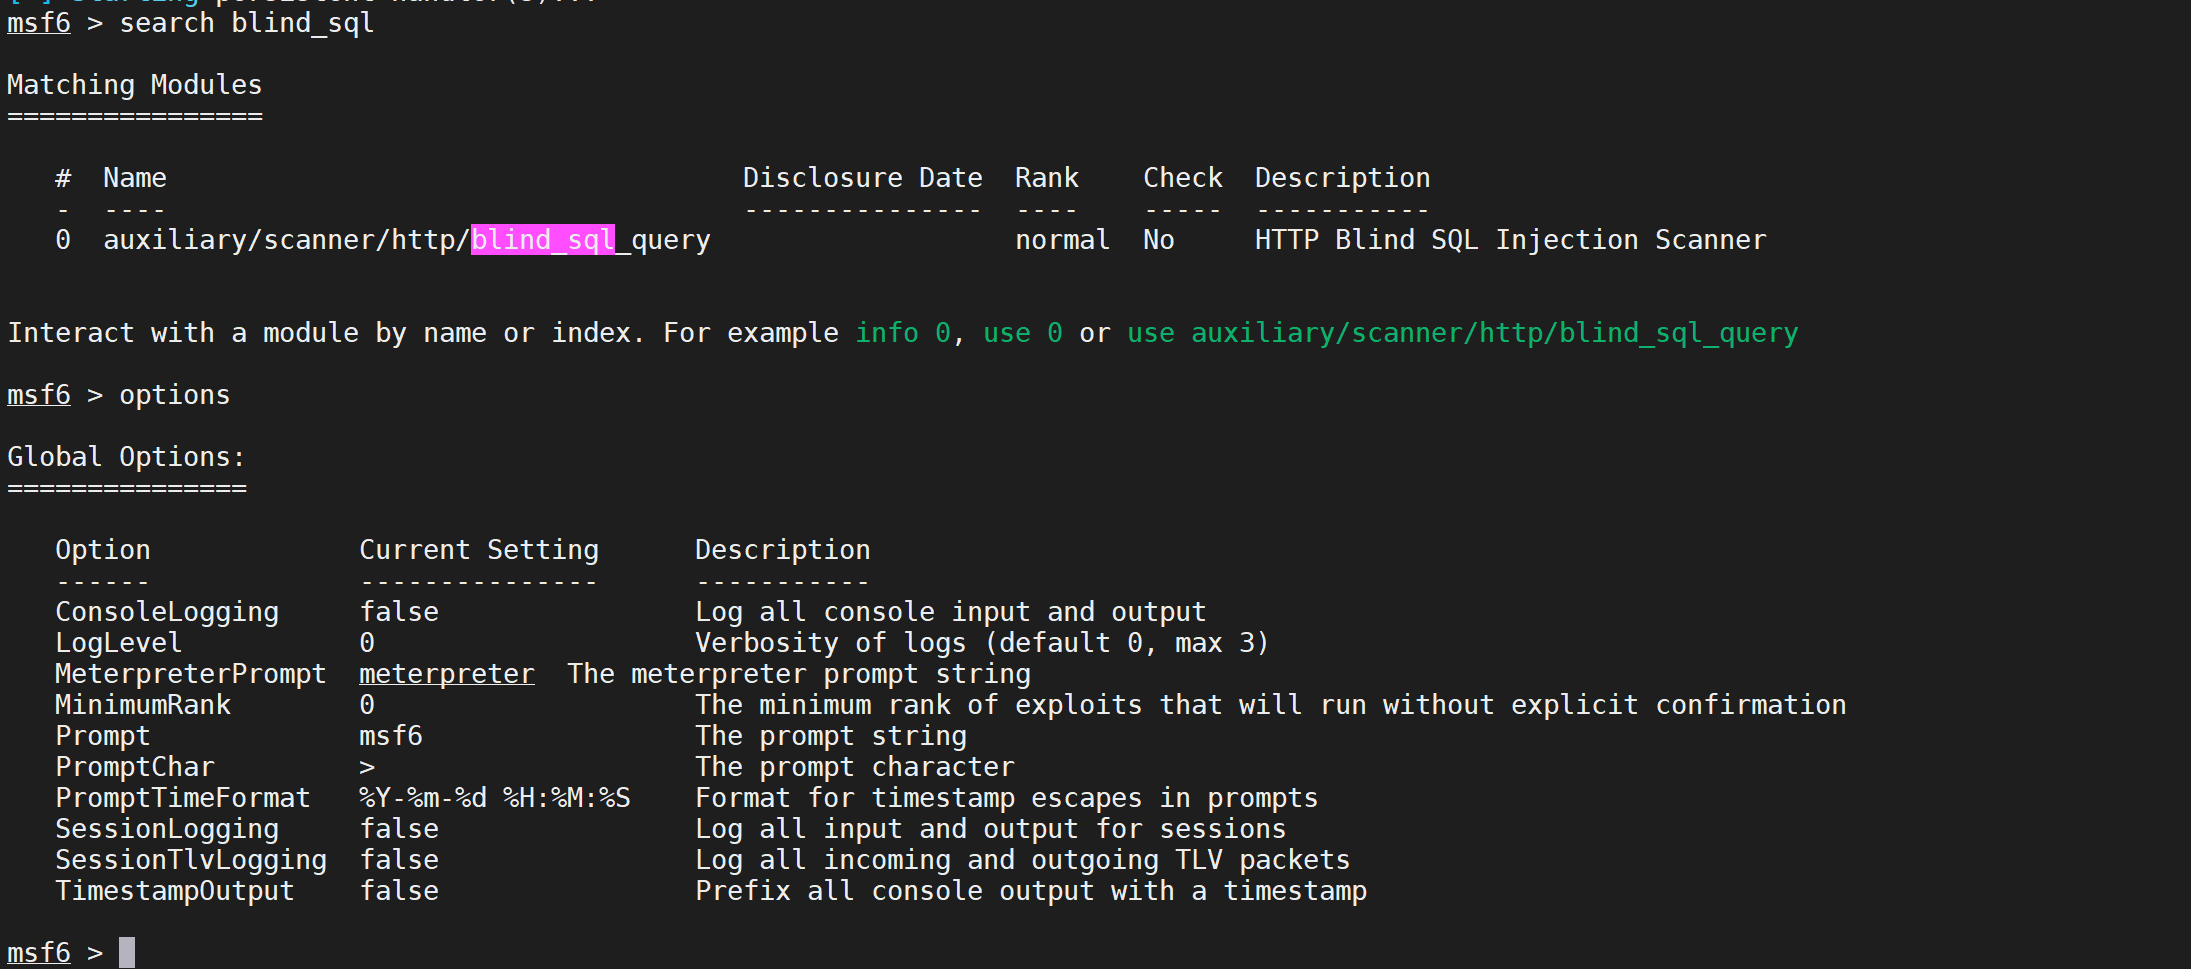 msf6 > search blind_sql
Matching Modules
================
#  Name                                    Disclosure Date  Rank    Check  Description
-  ----                                    ---------------  ----    -----  -----------
0  auxiliary/scanner/http/blind_sql_query                   normal  No     HTTP Blind SQL Injection Scanner
Interact with a module by name or index. For example info 0, use 0 or use auxiliary/scanner/http/blind_sql_query
msf6 > options
Global Options:
===============
Option             Current Setting      Description
------             ---------------      -----------
ConsoleLogging     false                Log all console input and output
LogLevel           0                    Verbosity of logs (default 0, max 3)
MeterpreterPrompt  meterpreter  The meterpreter prompt string
MinimumRank        0                    The minimum rank of exploits that will run without explicit confirmation
Prompt             msf6                 The prompt string
PromptChar         >                    The prompt character
PromptTimeFormat   %Y-%m-%d %H:%M:%S    Format for timestamp escapes in prompts
SessionLogging     false                Log all input and output for sessions
SessionTlvLogging  false                Log all incoming and outgoing TLV packets
TimestampOutput    false                Prefix all console output with a timestamp
msf6 >